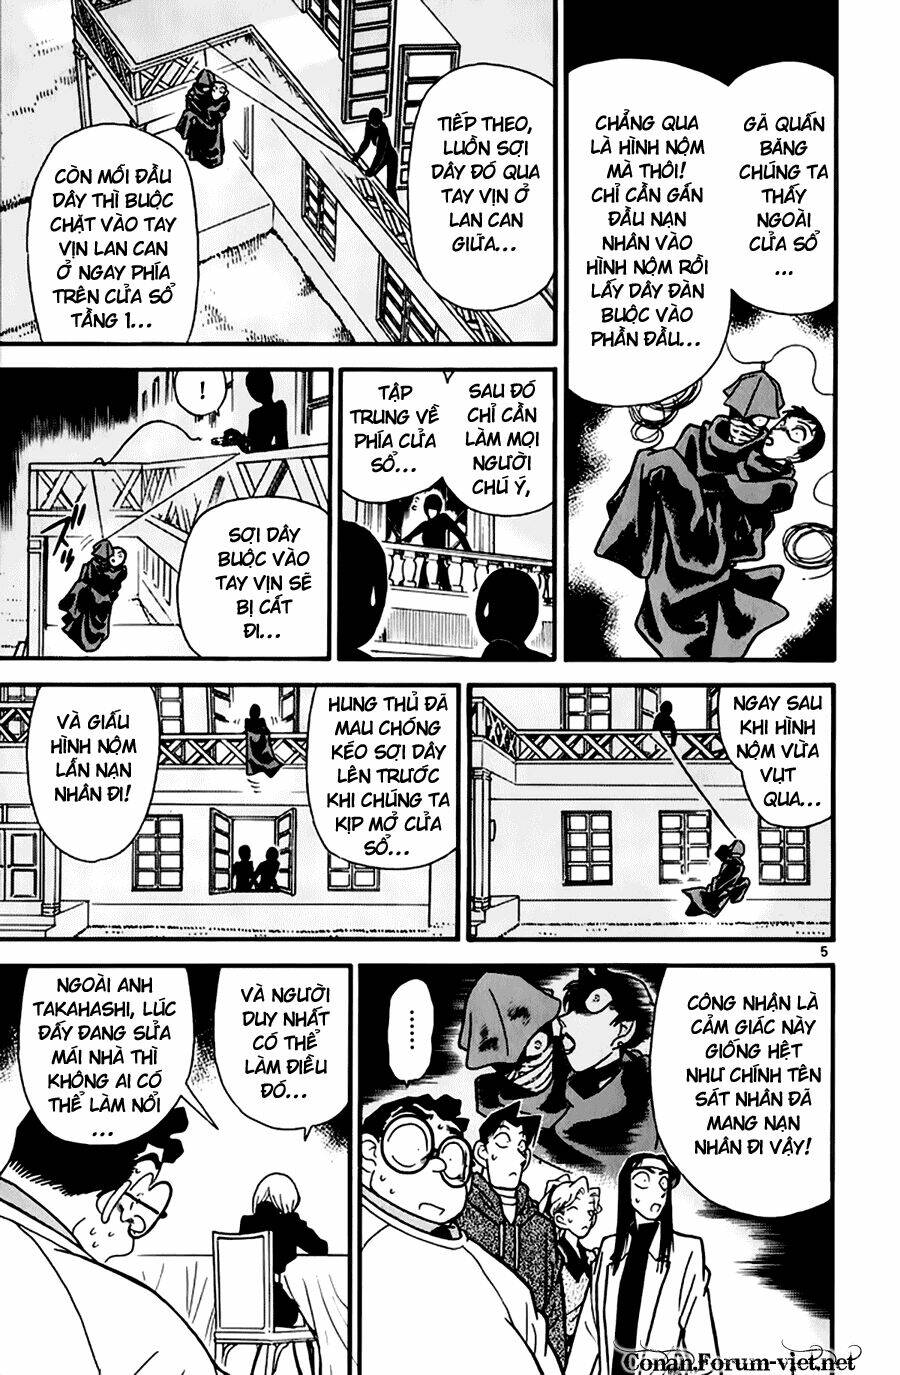 GÃ QUẤN
BĂNG
CHÚNG TA
THẤY
NGOÀI
CỬA SỔ
...
CHẲNG QUA
LÀ HÌNH NỘM
MÀ THÔI!
CHỈ CẦN GẮN
ĐẦU NẠN
NHÂN VÀO
HÌNH NỘM RỒI
LẤY DÂY ĐÀN
BUỘC VÀO
PHẦN ĐẦU...
TIẾP THEO,
LUỒN SỢI
DÂY ĐÓ QUA
TAY VỊN Ở
LAN CAN
GIỮA...
CÒN MỐI ĐẦU
DÂY THÌ BUỘC
CHẶT VÀO TAY
VỊN LAN CAN
Ở NGAY PHÍA
TRÊN CỬA SỔ
TẦNG 1...
SAU ĐÓ
CHỈ CẦN
LÀM MỌI
NGƯỜI
CHÚ Ý,
TẬP
TRUNG VỀ
PHÍA CỬA
SỔ...
!
SỢI DÂY
BUỘC VÀO
TAY VỊN SẼ
BỊ CẮT
ĐI...
NGAY SAU
KHI HÌNH
NỘM VỪA
VỤT
QUA...
HUNG THỦ ĐÃ
MAU CHÓNG
KÉO SỢI DÂY
LÊN TRƯỚC
KHI CHÚNG TA
KỊP MỞ CỬA
SỔ...
VÀ GIẤU
HÌNH NỘM
LẪN NẠN
NHÂN ĐI!
5
CÔNG NHẬN LÀ
CẢM GIÁC NÀY
GIỐNG HỆT
NHƯ CHÍNH TÊN
SÁT NHÂN ĐÃ
MANG NẠN
NHÂN ĐI VẬY!
......
VÀ NGƯỜI
DUY NHẤT
CÓ THỂ
LÀM ĐIỀU
ĐÓ...
NGOÀI ANH
TAKAHASHI, LÚC
ĐẤY ĐANG SỬA
MÁI NHÀ THÌ
KHÔNG AI CÓ
THỂ LÀM NỔI
...
Conan.Forum-viet.net